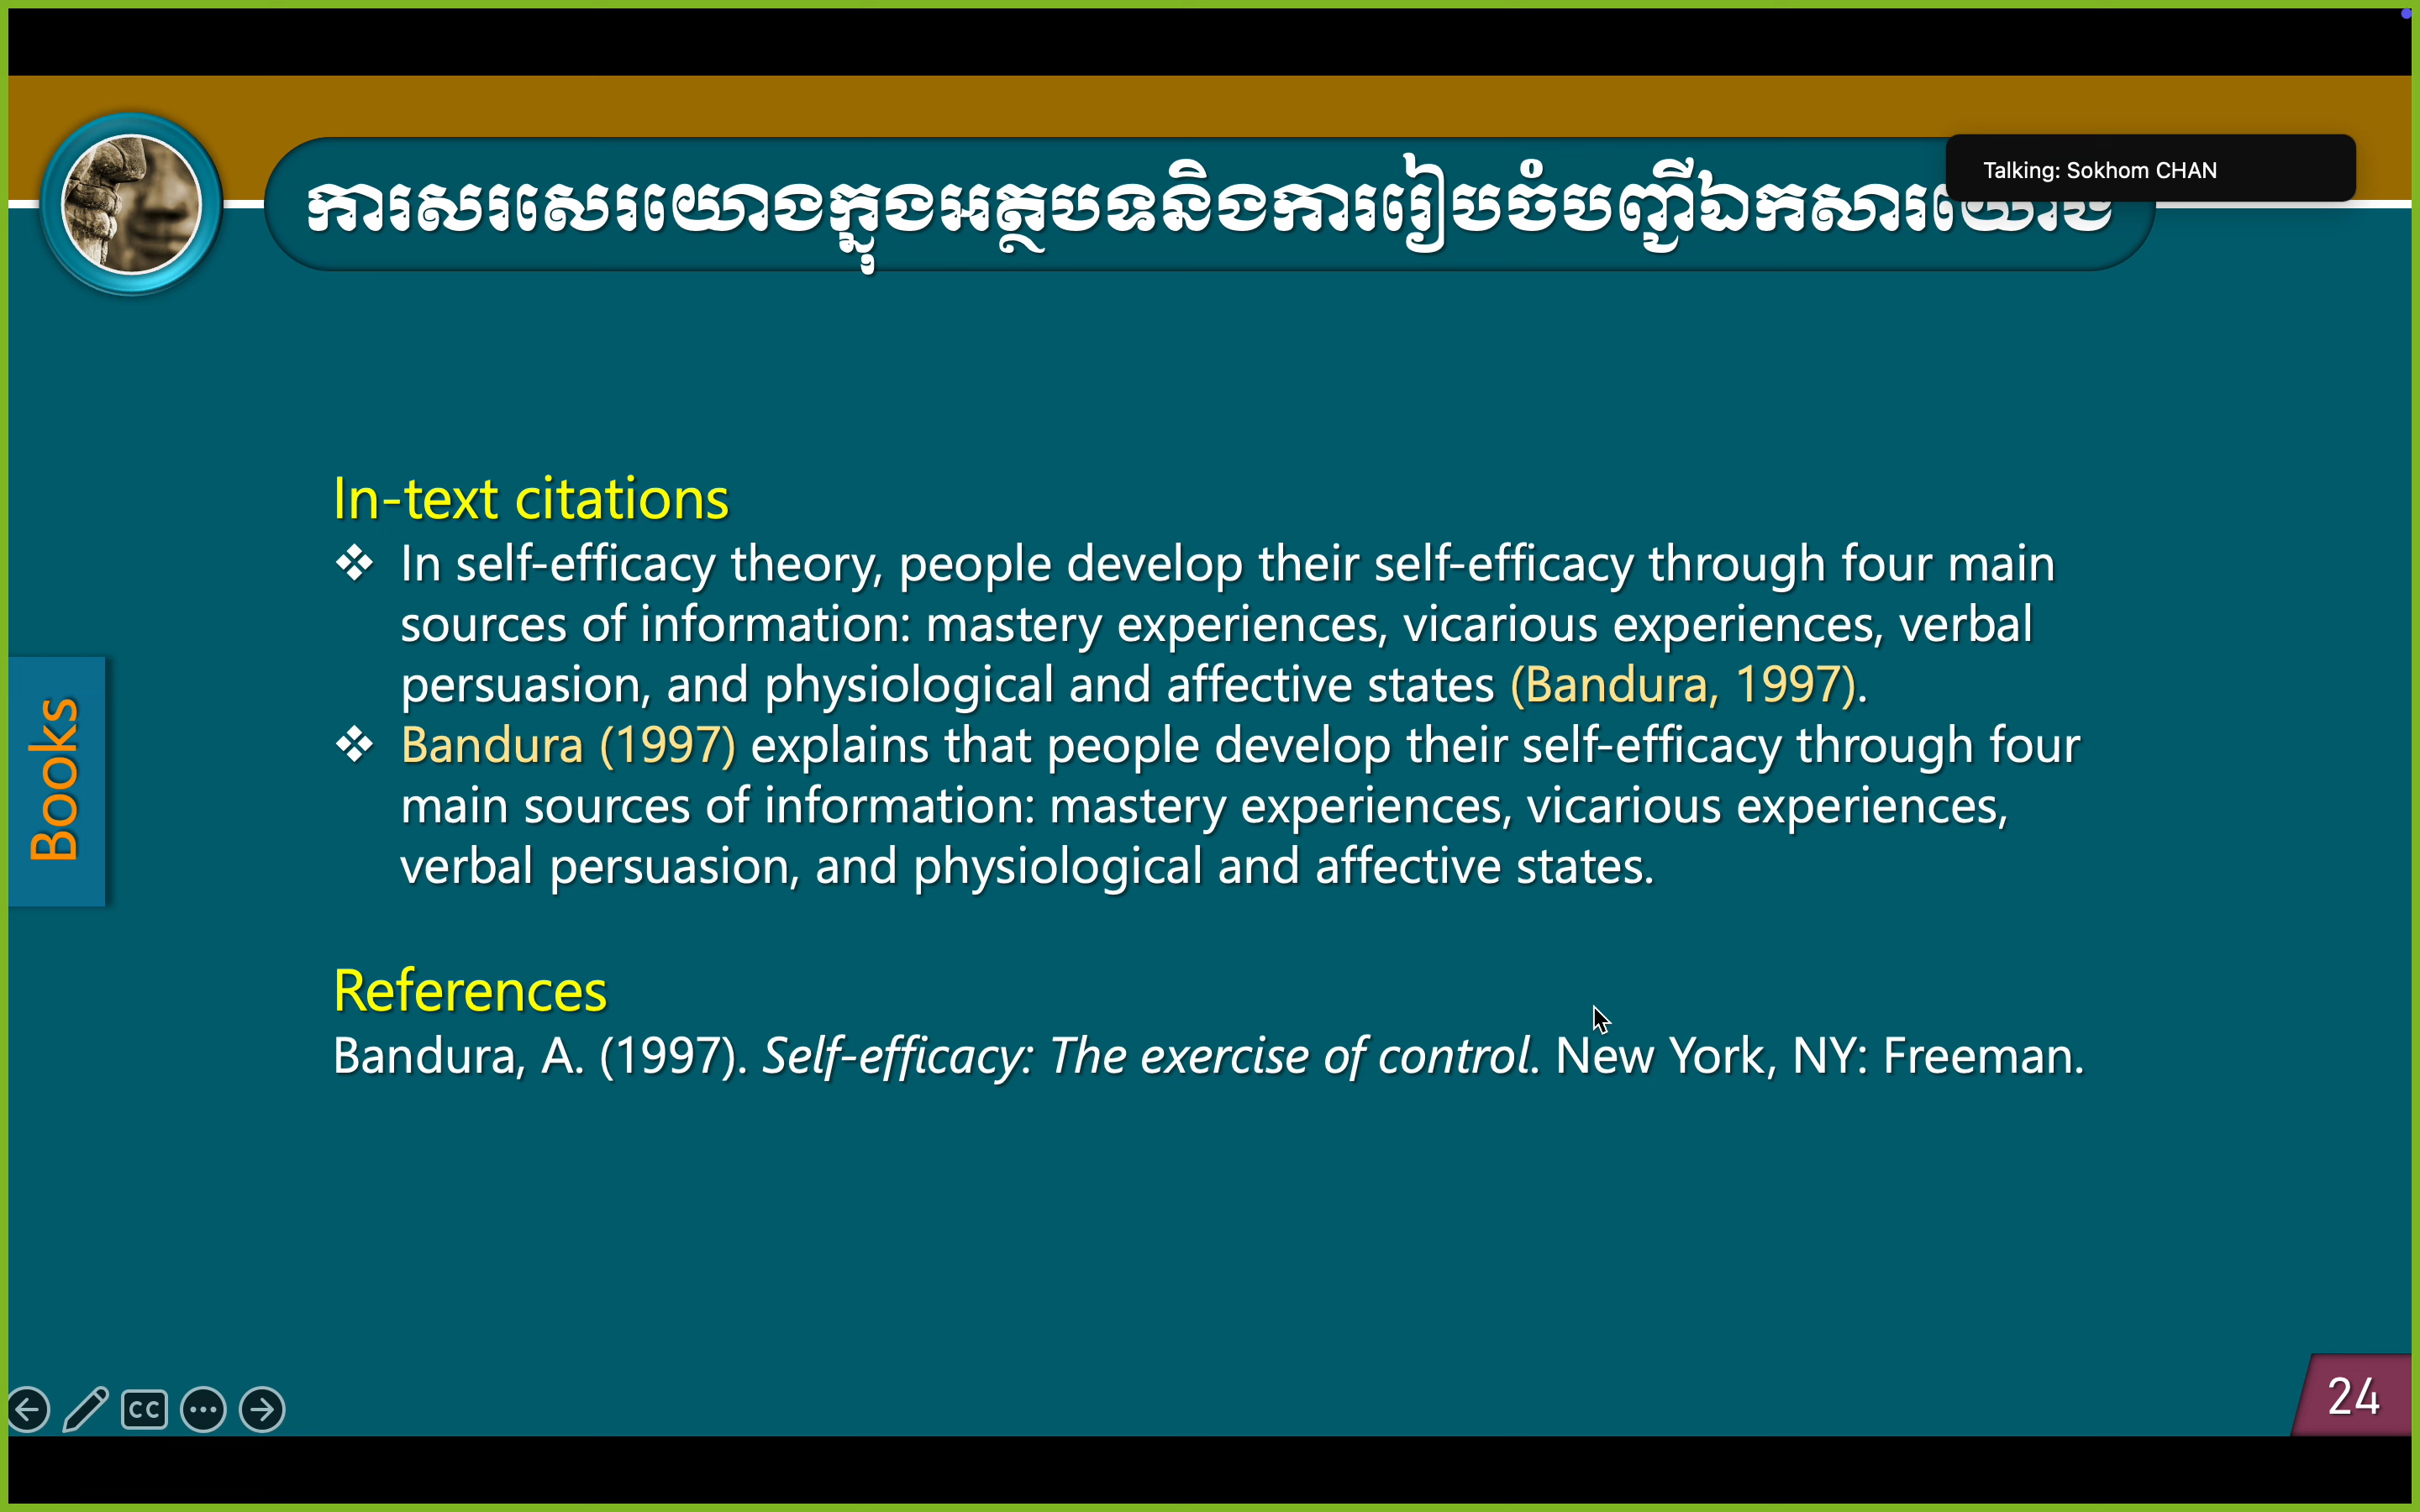 Talking: Sokhom CHAN
ការសរសេរយោងក្នុងអត្ថបទនិងការរៀបចំបញ្ជីឯកសារយោង
In-text citations
❖ In self-efficacy theory, people develop their self-efficacy through four main
sources of information: mastery experiences, vicarious experiences, verbal
persuasion, and physiological and affective states (Bandura, 1997).
❖ Bandura (1997) explains that people develop their self-efficacy through four
main sources of information: mastery experiences, vicarious experiences,
verbal persuasion, and physiological and affective states.
Books
References
Bandura, A. (1997). Self-efficacy: The exercise of control. New York, NY: Freeman.
CC
24